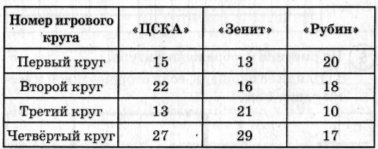 Номер игрового круга «ЦСКА» «Зенит» «Рубин»
Первый круг 15 13 20
Второй круг 22 16 18
Третий круг 13 21 10
Четвёртый круг 27 29 17